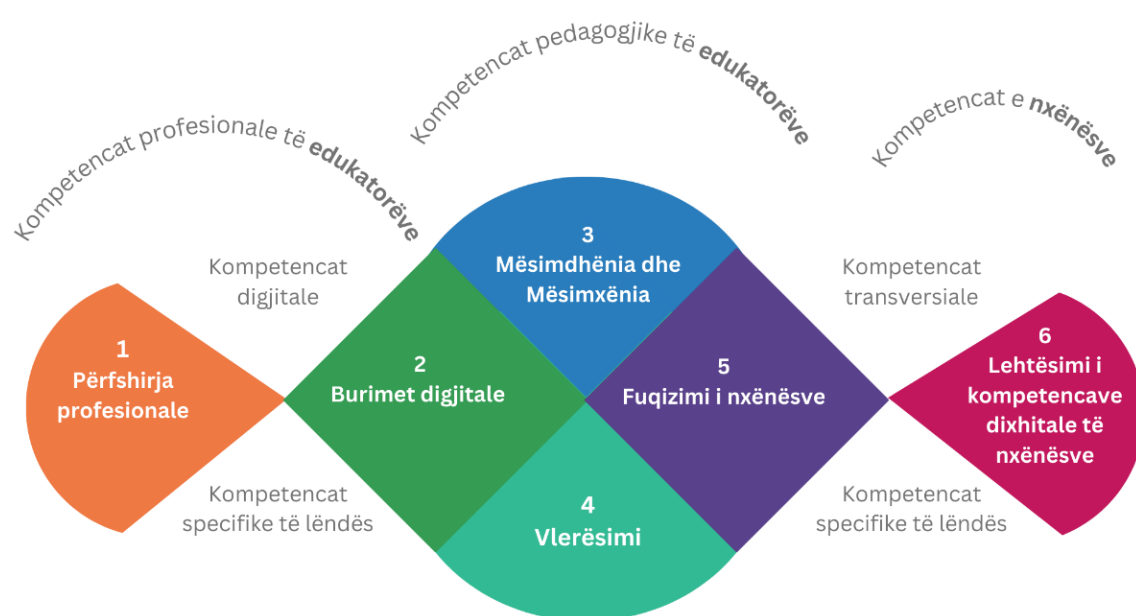 Kompetencat profesionale të edukatorëve
Kompetencat pedagogjike të edukatorëve
Kompetencat e nxënësve
Kompetencat
digjitale
Kompetencat
transversiale
1
Përfshirja
profesionale
2
Burimet digjitale
3
Mësimdhënia dhe
Mësimxënia
4
Vlerësimi
5
Fuqizimi i nxënësve
6
Lehtësimi i
kompetencave
dixhitale të
nxënësve
Kompetencat
specifike të lëndës
Kompetencat
specifike të lëndës